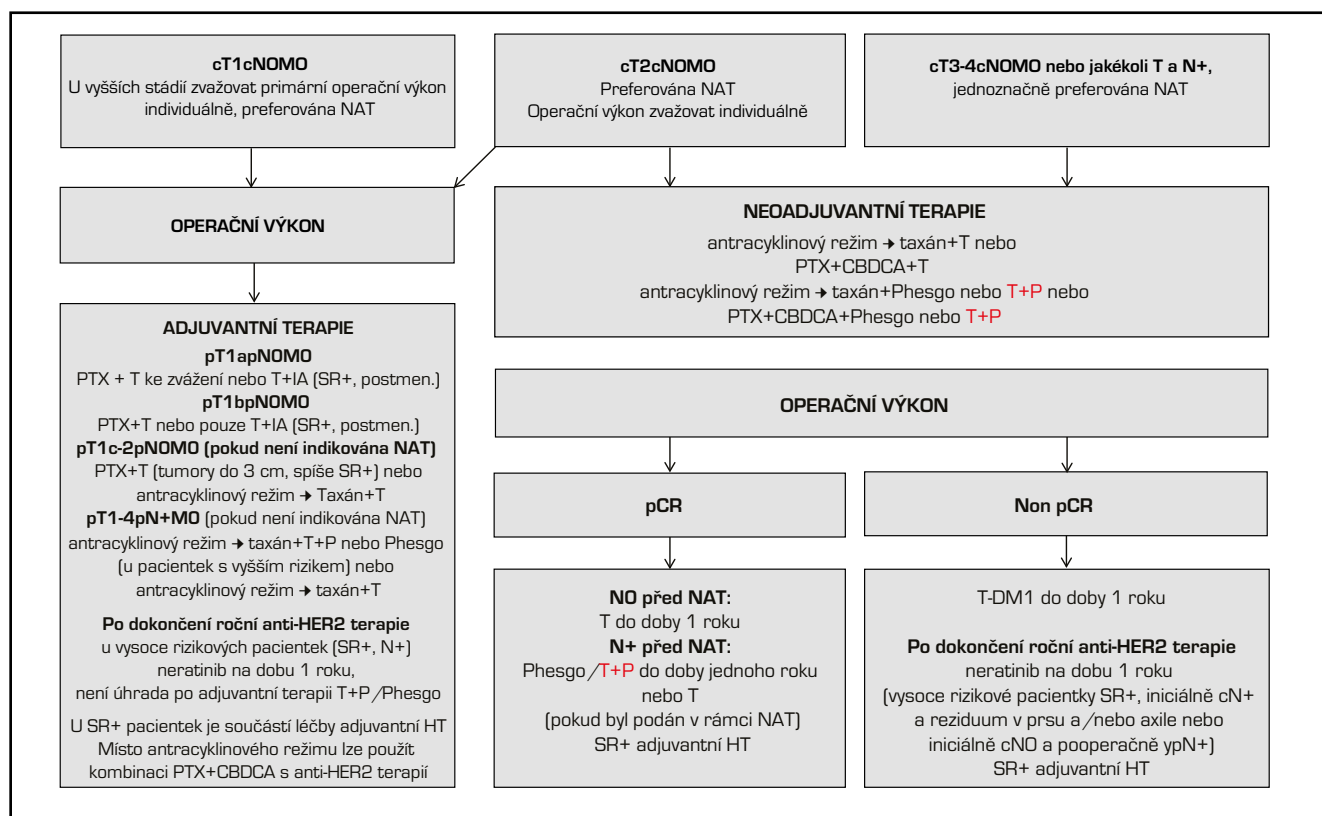 cT1cN0M0
U vyšších stádií zvažovat primární operační výkon
individuálně, preferována NAT
cT2cN0M0
Preferována NAT
Operační výkon zvažovat individuálně
cT3-4cN0M0 nebo jakékoli T a N+,
jednoznačně preferována NAT
OPERAČNÍ VÝKON
NEOADJUVANTNÍ TERAPIE
antracyklinový režim → taxán+T nebo
PTX+CBDCA+T
antracyklinový režim → taxán+Phesgo nebo T+P nebo
PTX+CBDCA+Phesgo nebo T+P
ADJUVANTNÍ TERAPIE
pT1apN0M0
PTX + T ke zvážení nebo T+IA (SR+, postmen.)
pT1bpN0M0
PTX+T nebo pouze T+IA (SR+, postmen.)
pT1c-2pN0M0 (pokud není indikována NAT)
PTX+T (tumory do 3 cm, spíše SR+) nebo
antracyklinový režim → Taxán+T
pT1-4pN+M0 (pokud není indikována NAT)
antracyklinový režim → taxán+T+P nebo Phesgo
(u pacientek s vyšším rizikem) nebo
antracyklinový režim → taxán+T
Po dokončení roční anti-HER2 terapie
u vysoce rizikových pacientek (SR+, N+)
neratinib na dobu 1 roku,
není úhrada po adjuvantní terapii T+P/Phesgo
U SR+ pacientek je součástí léčby adjuvantní HT
Místo antracyklinového režimu lze použít
kombinaci PTX+CBDCA s anti-HER2 terapií
OPERAČNÍ VÝKON
pCR
Non pCR
N0 před NAT:
T do doby 1 roku
N+ před NAT:
Phesgo/T+P do doby jednoho roku
nebo T
(pokud byl podán v rámci NAT)
SR+ adjuvantní HT
T-DM1 do doby 1 roku
Po dokončení roční anti-HER2 terapie
neratinib na dobu 1 roku
(vysoce rizikové pacientky SR+, iniciálně cN+
a reziduum v prsu a/nebo axile nebo
iniciálně cN0 a pooperačně ypN+)
SR+ adjuvantní HT